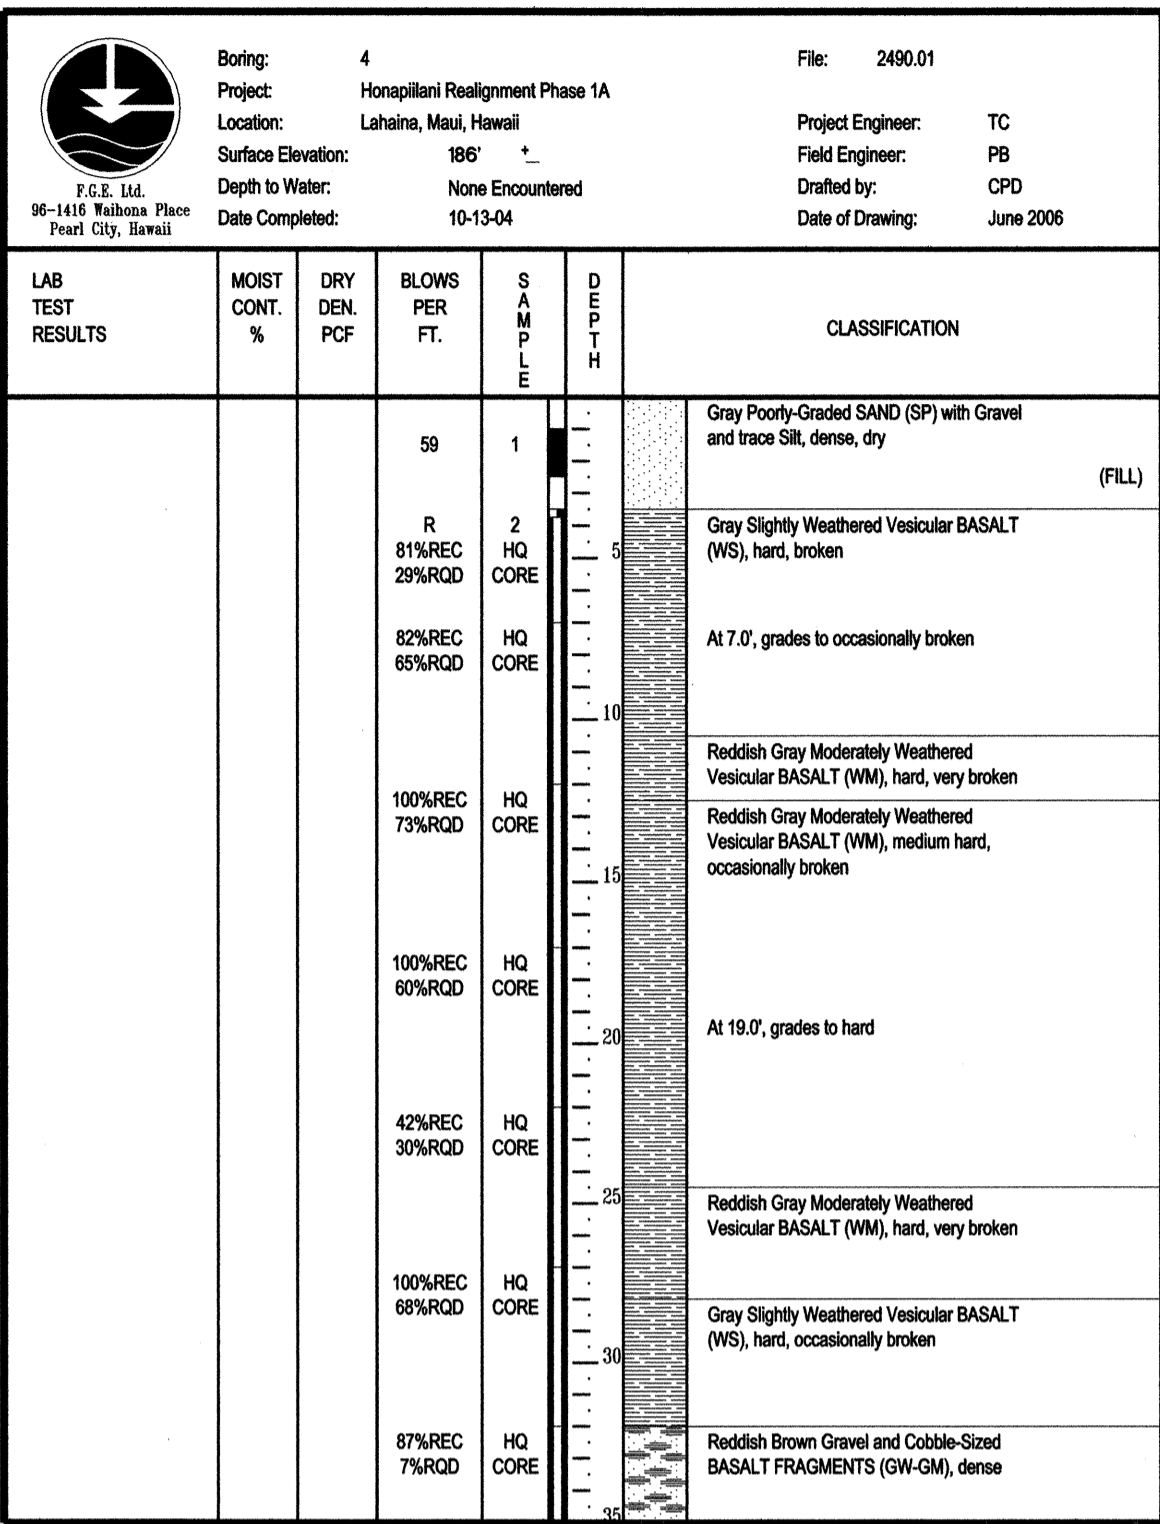 F.G.E. Ltd.
96-1416 Waihona Place
Pearl City, Hawaii
Boring: 4
Project: Honapiilani Realignment Phase 1A
Location: Lahaina, Maui, Hawaii
Surface Elevation: 186' +_
Depth to Water: None Encountered
Date Completed: 10-13-04
File: 2490.01
Project Engineer: TC
Field Engineer: PB
Drafted by: CPD
Date of Drawing: June 2006
LAB
TEST
RESULTS
MOIST
CONT.
%
DRY
DEN.
PCF
BLOWS
PER
FT.
SAMPLE
DEPTH
CLASSIFICATION
Gray Poorly-Graded SAND (SP) with Gravel
and trace Silt, dense, dry
59 1
(FILL)
R 2
Gray Slightly Weathered Vesicular BASALT
81%REC HQ 5
(WS), hard, broken
29%RQD CORE
82%REC HQ
At 7.0', grades to occasionally broken
65%RQD CORE
10
Reddish Gray Moderately Weathered
Vesicular BASALT (WM), hard, very broken
100%REC HQ
73%RQD CORE
Reddish Gray Moderately Weathered
Vesicular BASALT (WM), medium hard,
occasionally broken
15
100%REC HQ
60%RQD CORE
At 19.0', grades to hard
20
42%REC HQ
30%RQD CORE
25
Reddish Gray Moderately Weathered
Vesicular BASALT (WM), hard, very broken
100%REC HQ
68%RQD CORE
Gray Slightly Weathered Vesicular BASALT
(WS), hard, occasionally broken
30
87%REC HQ
7%RQD CORE
Reddish Brown Gravel and Cobble-Sized
BASALT FRAGMENTS (GW-GM), dense
35